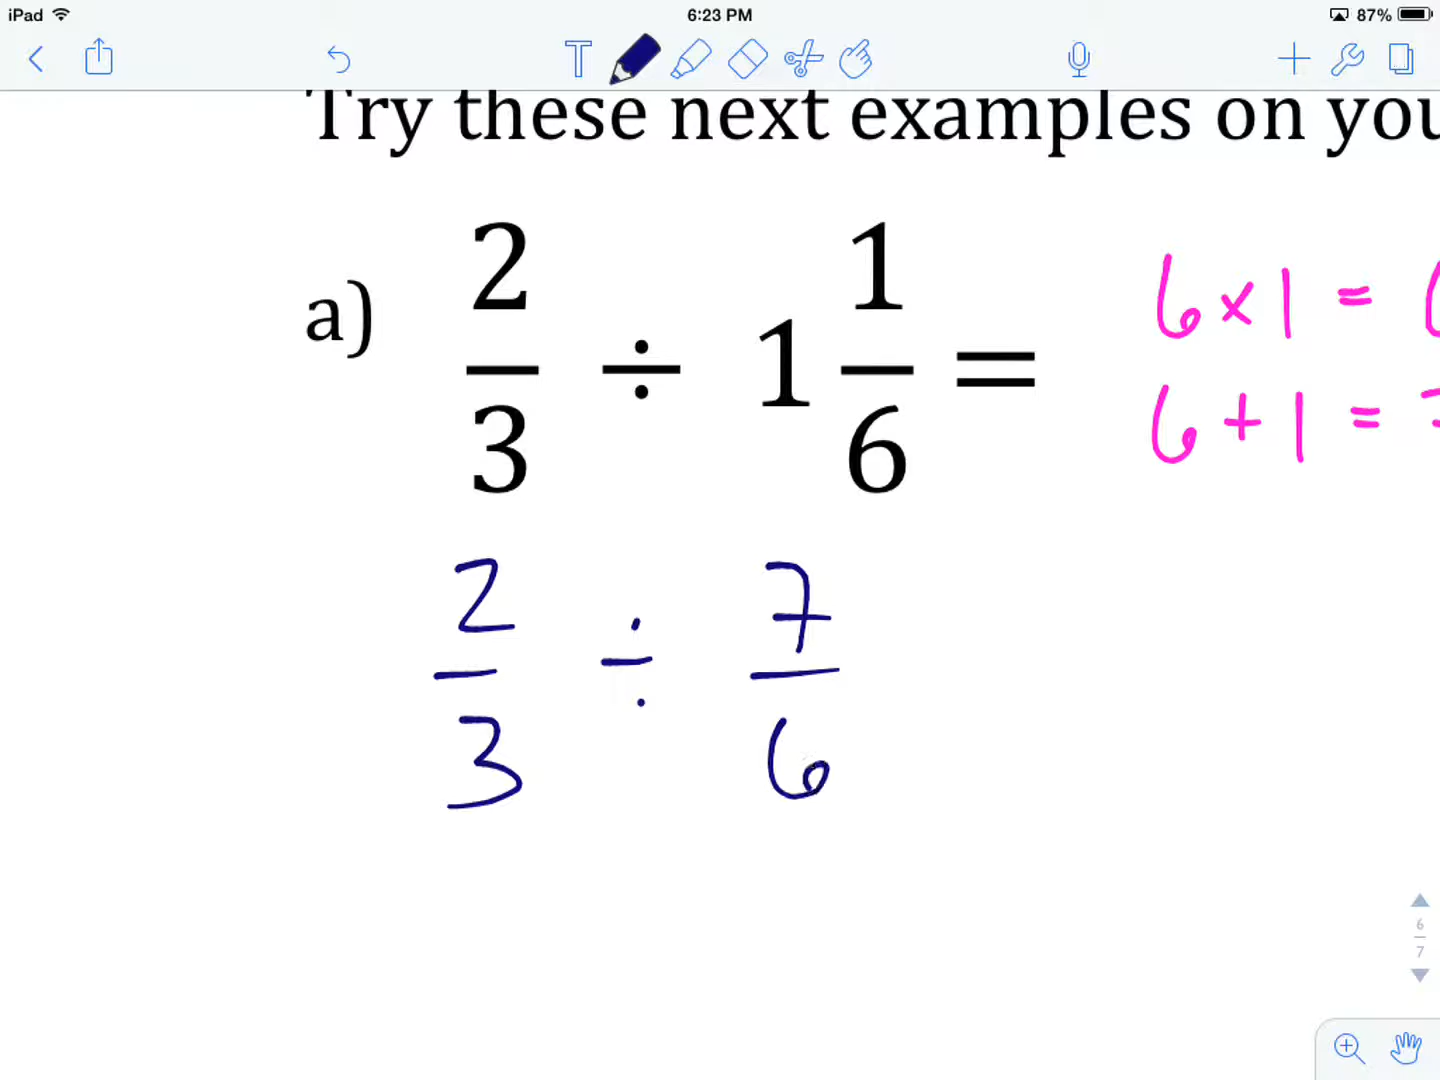 iPad 6:23 PM 87%
T
Try these next examples on you
a) 2/3 ÷ 1 1/6 =
6 x 1 =
6 + 1 =
2/3 ÷ 7/6
6
7